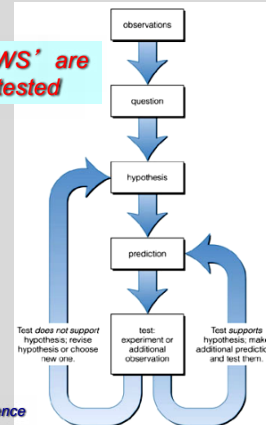 WS’ are
tested
observations
question
hypothesis
prediction
Test does not support
hypothesis; revise
hypothesis or choose
new one.
test:
experiment or
additional
observation
Test supports
hypothesis; make
additional predictio
and test them.
ence